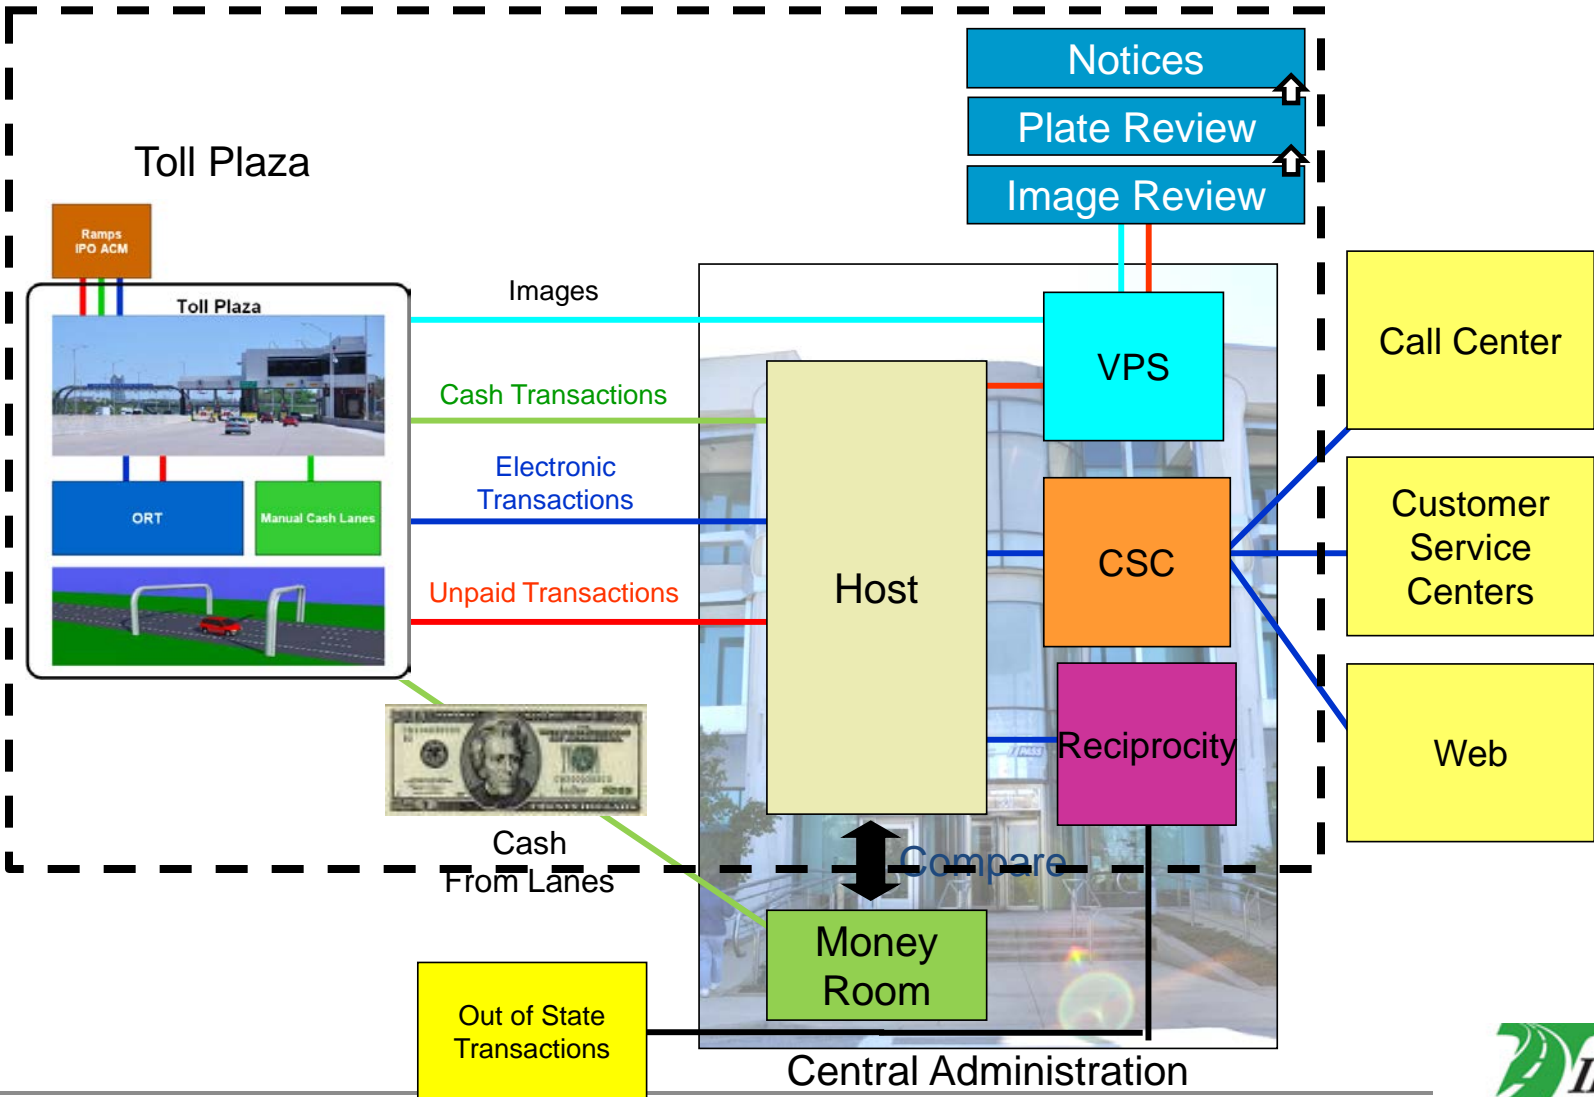 Notices
Plate Review
Image Review
Toll Plaza
Ramps
IPO ACM
Toll Plaza
ORT
Manual Cash Lanes
Images
Cash Transactions
Electronic
Transactions
Unpaid Transactions
Host
VPS
CSC
Reciprocity
Call Center
Customer
Service
Centers
Web
Cash
From Lanes
Compare
Money
Room
Out of State
Transactions
Central Administration